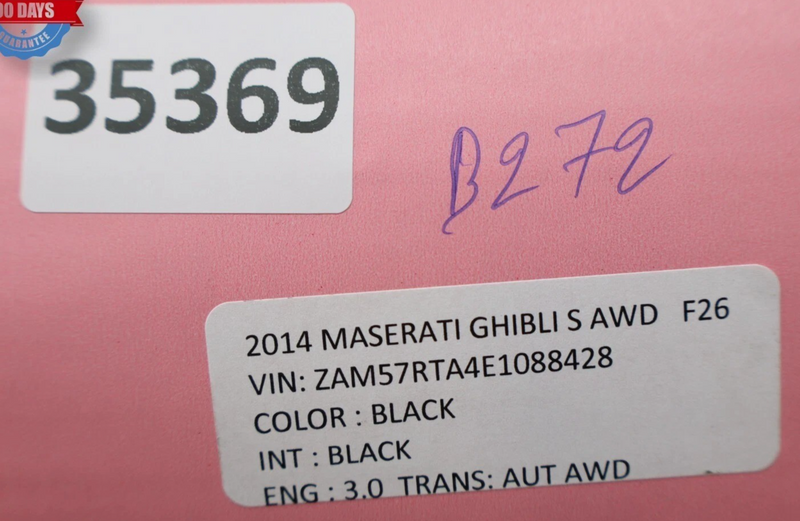 00 DAYS
GUARANTEE
35369
B272
2014 MASERATI GHIBLI S AWD F26
VIN: ZAM57RTA4E1088428
COLOR : BLACK
INT : BLACK
ENG : 3.0 TRANS: AUT AWD